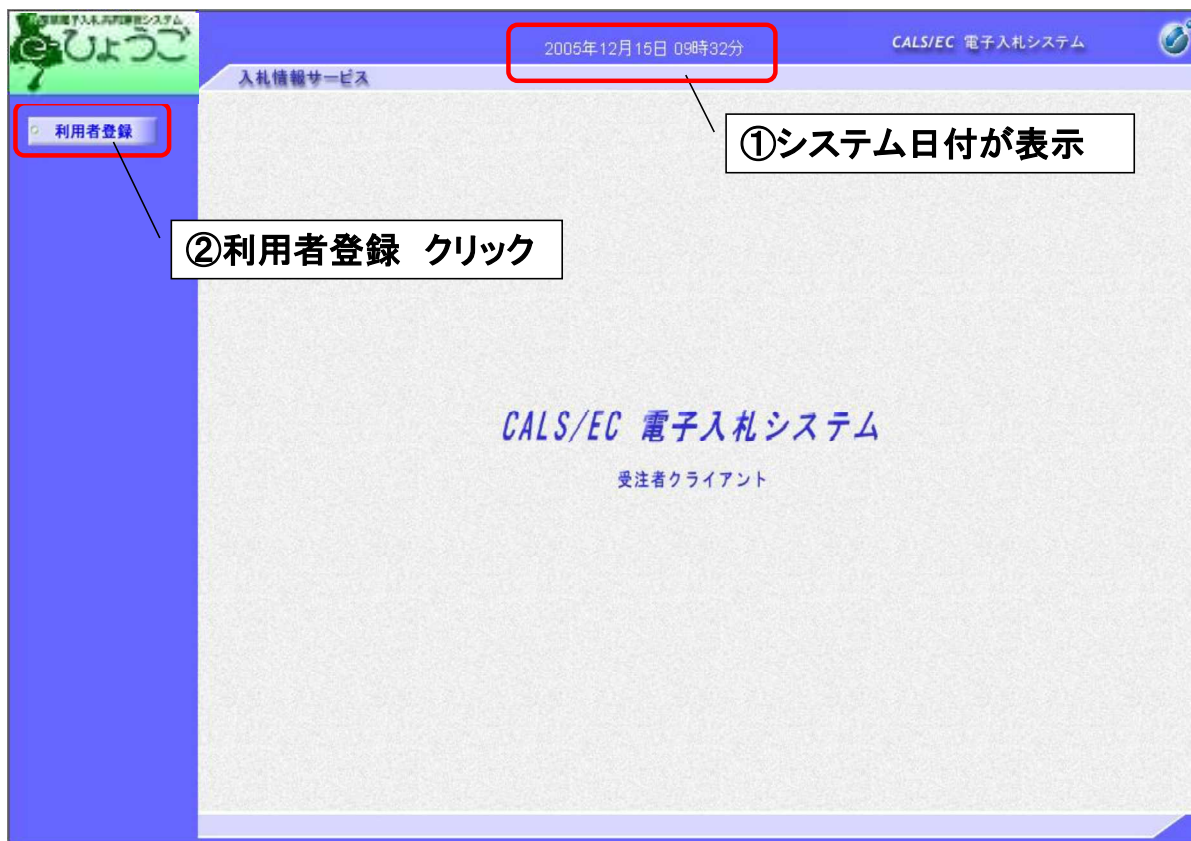 ひょうご
2005年12月15日 09時32分
CALS/EC 電子入札システム
入札情報サービス
利用者登録
①システム日付が表示
②利用者登録 クリック
CALS/EC 電子入札システム
受注者クライアント